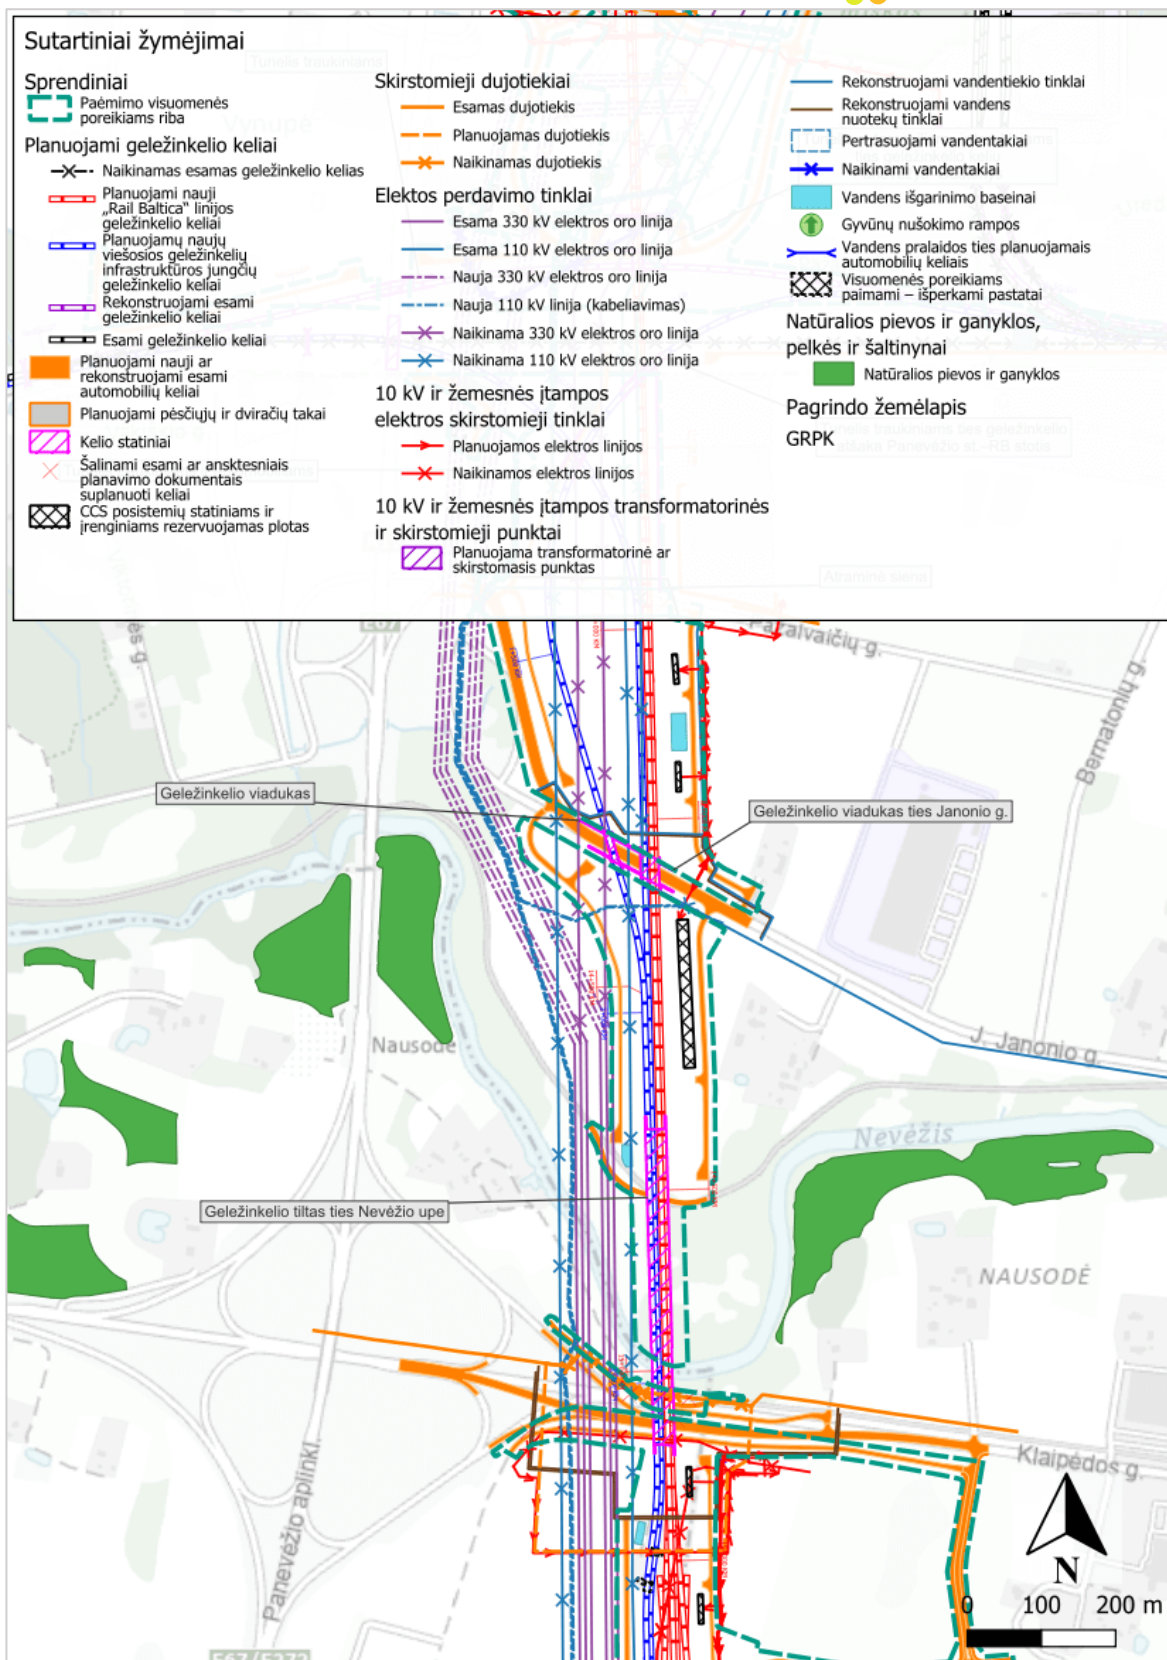 Sutartiniai žymėjimai
Sprendiniai
Paėmimo visuomenės
poreikiams riba
Planuojami geležinkelio keliai
Naikinamas esamas geležinkelio kelias
Planuojami nauji
„Rail Baltica“ linijos
geležinkelio keliai
Planuojamų naujų
viešosios geležinkelių
infrastruktūros jungčių
geležinkelio keliai
Rekonstruojami esami
geležinkelio keliai
Esami geležinkelio keliai
Planuojami nauji ar
rekonstruojami esami
automobilių keliai
Planuojami pėsčiųjų ir dviračių takai
Kelio statiniai
Šalinami esami ar ansktesniais
planavimo dokumentais
suplanuoti keliai
CCS posistemių statiniams ir
įrenginiams rezervuojamas plotas
Skirstomieji dujotiekiai
Esamas dujotiekis
Planuojamas dujotiekis
Naikinamas dujotiekis
Elektos perdavimo tinklai
Esama 330 kV elektros oro linija
Esama 110 kV elektros oro linija
Nauja 330 kV elektros oro linija
Nauja 110 kV linija (kabeliavimas)
Naikinama 330 kV elektros oro linija
Naikinama 110 kV elektros oro linija
10 kV ir žemesnės įtampos
elektros skirstomieji tinklai
Planuojamos elektros linijos
Naikinamos elektros linijos
10 kV ir žemesnės įtampos transformatorinės
ir skirstomieji punktai
Planuojama transformatorinė ar
skirstomasis punktas
Rekonstruojami vandentiekio tinklai
Rekonstruojami vandens
nuotekų tinklai
Pertrasuojami vandentakiai
Naikinami vandentakiai
Vandens išgarinimo baseinai
Gyvūnų nušokimo rampos
Vandens pralaidos ties planuojamais
automobilių keliais
Visuomenės poreikiams
paimami – išperkami pastatai
Natūralios pievos ir ganyklos,
pelkės ir šaltinynai
Natūralios pievos ir ganyklos
Pagrindo žemėlapis
GRPK
Tunelis traukiniams
Vynupė
Atraminė siena
E67
Bernatonių g.
Geležinkelio viadukas
Geležinkelio viadukas ties Janonio g.
J. Janonio g.
Nausodė
Nevėžis
Geležinkelio tiltas ties Nevėžio upe
NAUSODĖ
Klaipėdos g.
Panevėžio aplinkl.
N
0 100 200 m
E67/E272